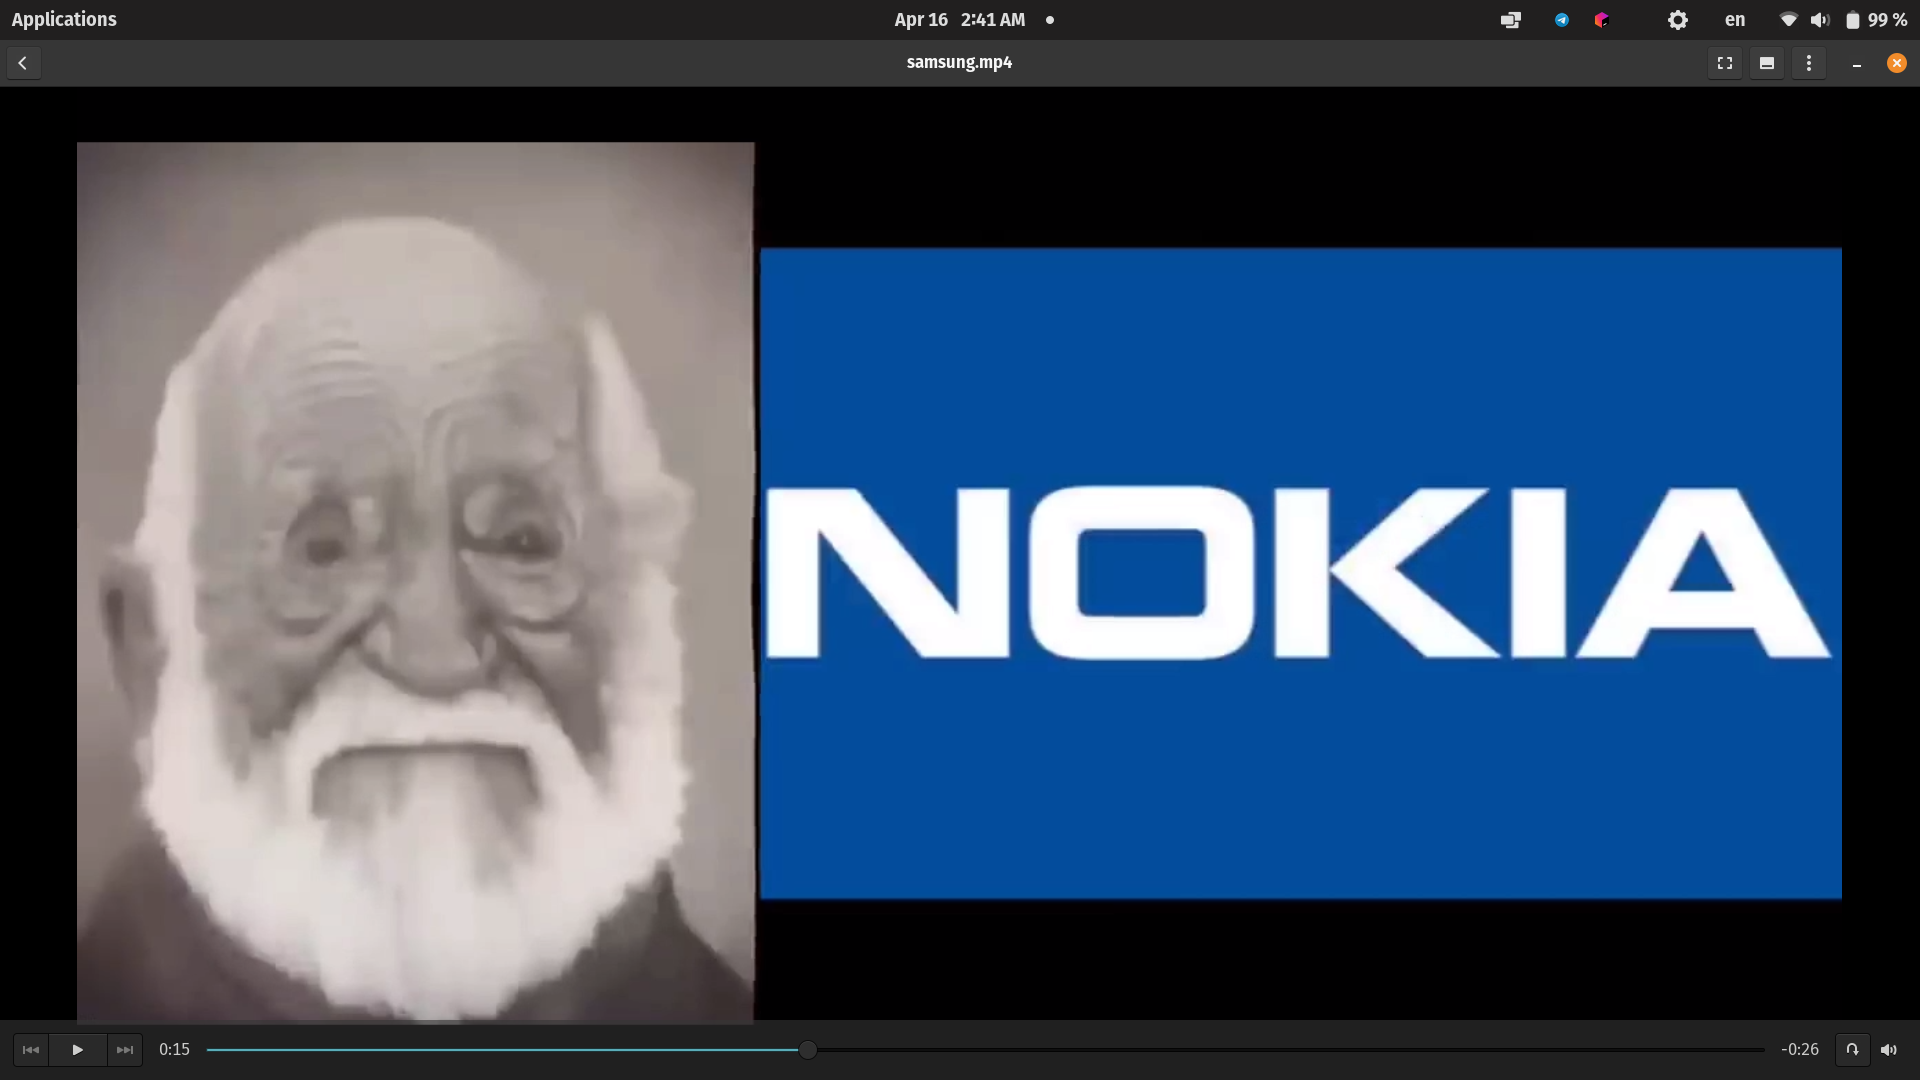 Applications
Apr 16 2:41 AM
en
99 %
samsung.mp4
NOKIA
0:15
-0:26